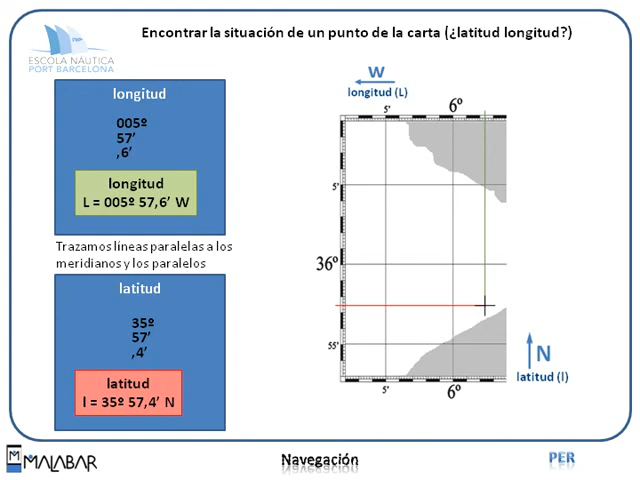 Encontrar la situación de un punto de la carta (¿latitud longitud?)
ESCOLA NÀUTICA
PORT BARCELONA
longitud
005º
57’
,6’
longitud
L = 005º 57,6’ W
Trazamos líneas paralelas a los
meridianos y los paralelos
latitud
35º
57’
,4’
latitud
l = 35º 57,4’ N
W
longitud (L)
5'
6º
5'
36º
55'
5'
6º
N
latitud (l)
MALABAR
Navegación
PER